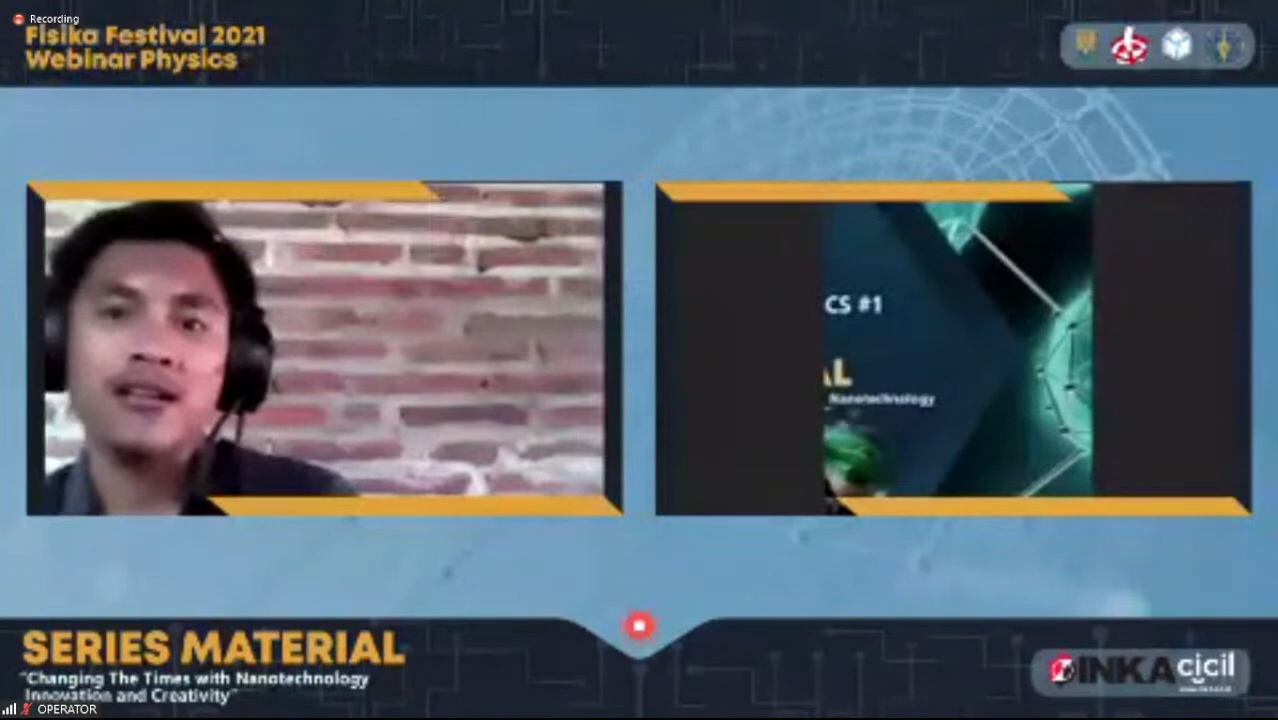 Recording
Fisika Festival 2021
Webinar Physics
CS #1
AL
Nanotechnology
SERIES MATERIAL
"Changing The Times with Nanotechnology
Innovation and Creativity"
INKA cicil
OPERATOR